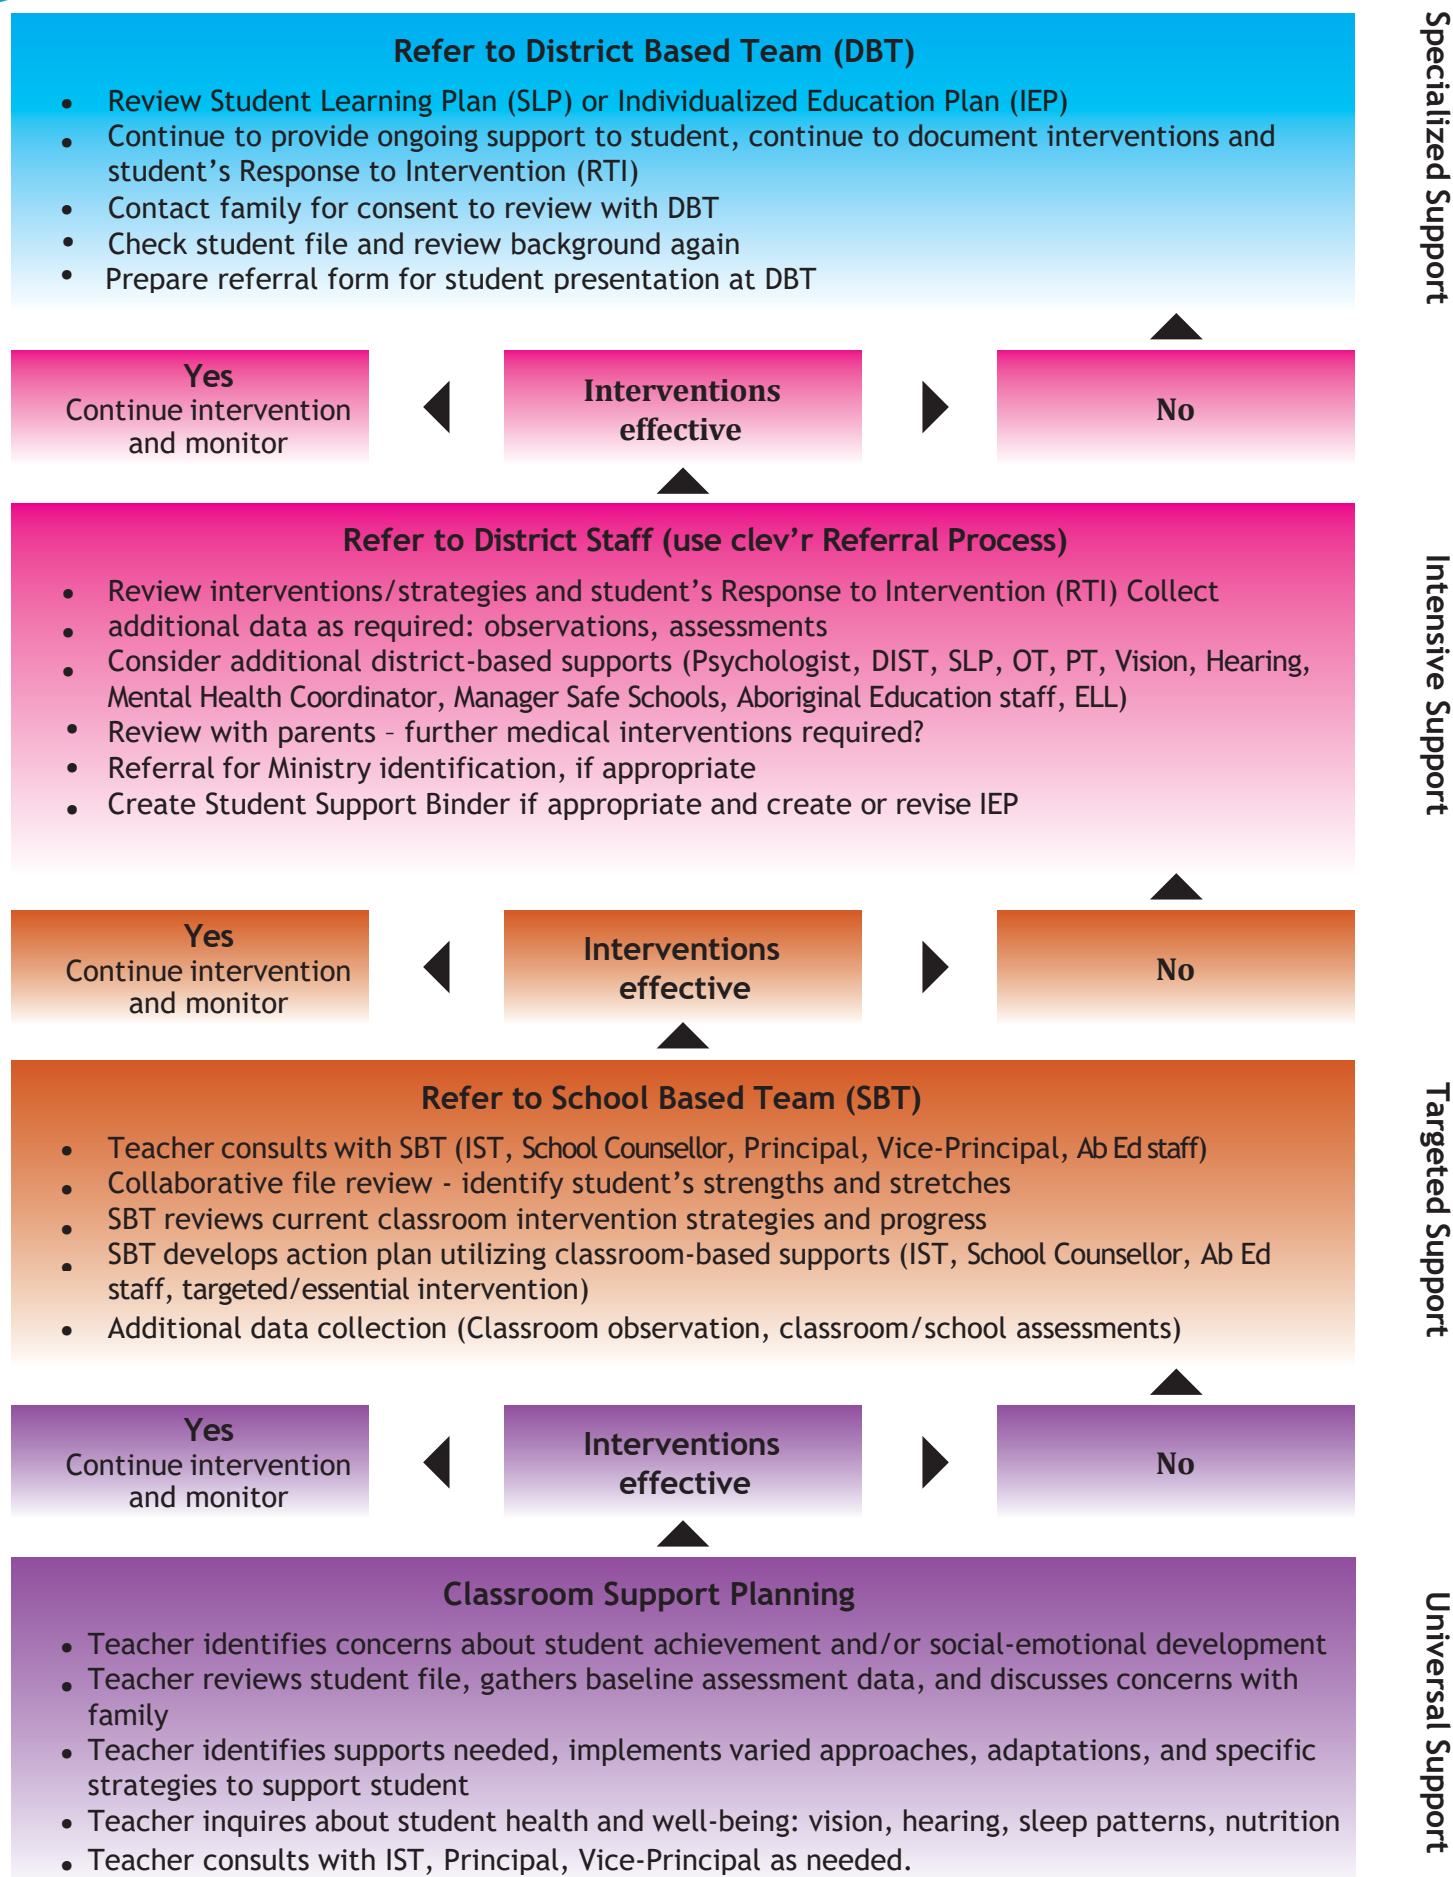 Refer to District Based Team (DBT)
• Review Student Learning Plan (SLP) or Individualized Education Plan (IEP)
• Continue to provide ongoing support to student, continue to document interventions and
student’s Response to Intervention (RTI)
• Contact family for consent to review with DBT
• Check student file and review background again
• Prepare referral form for student presentation at DBT
Specialized Support
Yes
Continue intervention
and monitor
Interventions
effective
No
Refer to District Staff (use clev’r Referral Process)
• Review interventions/strategies and student’s Response to Intervention (RTI) Collect
• additional data as required: observations, assessments
• Consider additional district-based supports (Psychologist, DIST, SLP, OT, PT, Vision, Hearing,
Mental Health Coordinator, Manager Safe Schools, Aboriginal Education staff, ELL)
• Review with parents – further medical interventions required?
• Referral for Ministry identification, if appropriate
• Create Student Support Binder if appropriate and create or revise IEP
Intensive Support
Yes
Continue intervention
and monitor
Interventions
effective
No
Refer to School Based Team (SBT)
• Teacher consults with SBT (IST, School Counsellor, Principal, Vice-Principal, Ab Ed staff)
• Collaborative file review - identify student’s strengths and stretches
• SBT reviews current classroom intervention strategies and progress
• SBT develops action plan utilizing classroom-based supports (IST, School Counsellor, Ab Ed
staff, targeted/essential intervention)
• Additional data collection (Classroom observation, classroom/school assessments)
Targeted Support
Yes
Continue intervention
and monitor
Interventions
effective
No
Classroom Support Planning
• Teacher identifies concerns about student achievement and/or social-emotional development
• Teacher reviews student file, gathers baseline assessment data, and discusses concerns with
family
• Teacher identifies supports needed, implements varied approaches, adaptations, and specific
strategies to support student
• Teacher inquires about student health and well-being: vision, hearing, sleep patterns, nutrition
• Teacher consults with IST, Principal, Vice-Principal as needed.
Universal Support